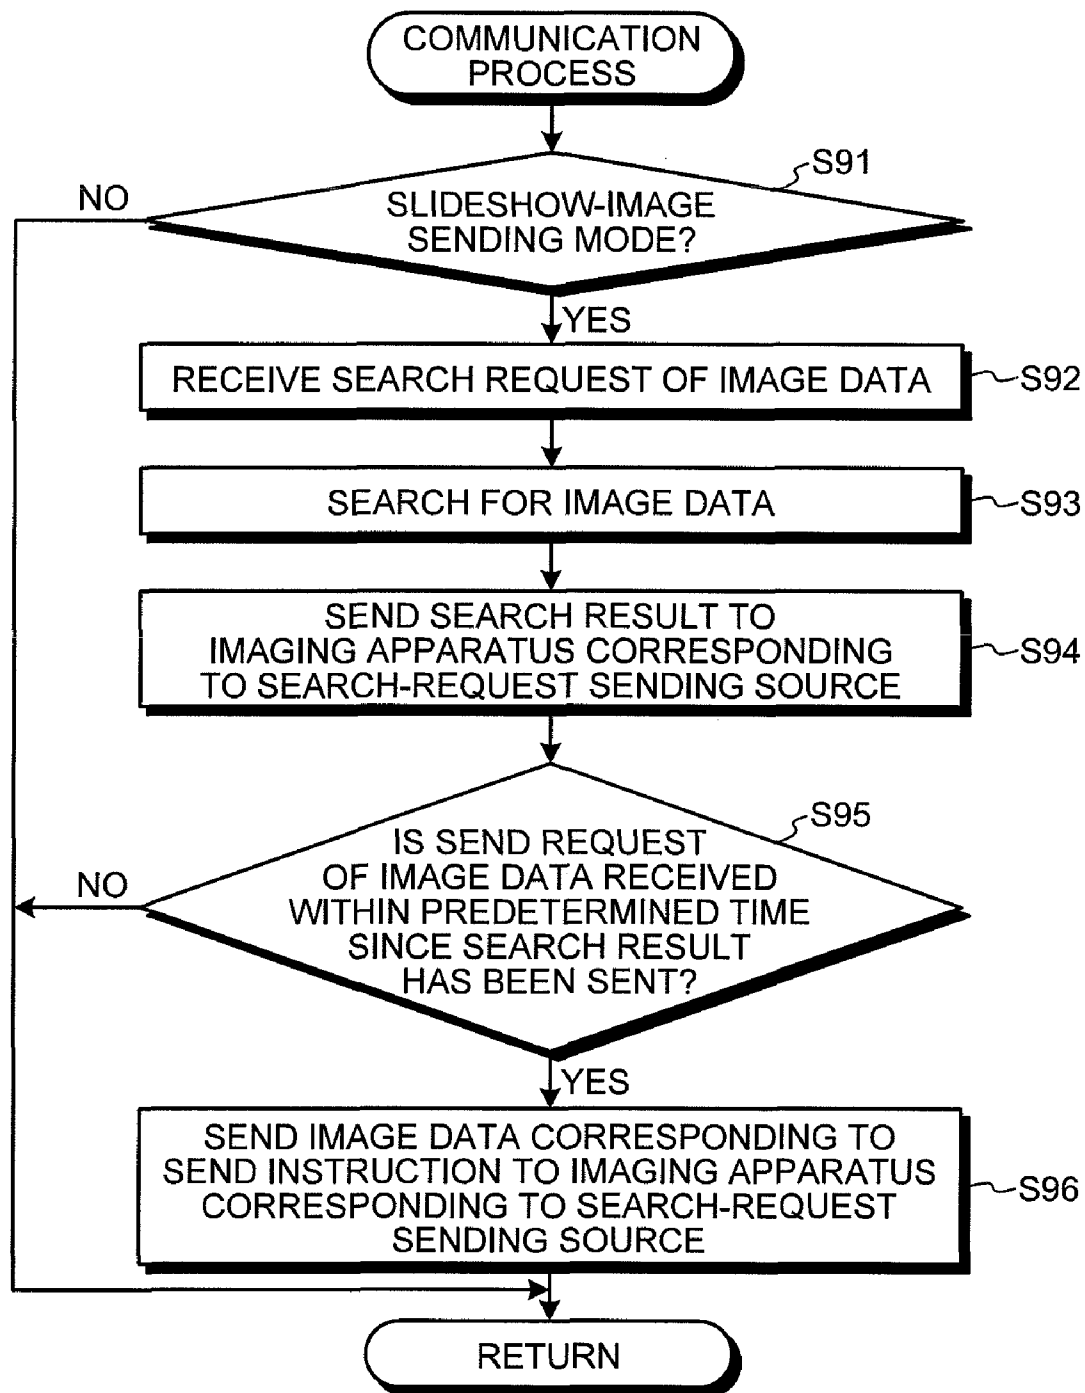 COMMUNICATION
PROCESS
S91
NO
SLIDESHOW-IMAGE
SENDING MODE?
YES
RECEIVE SEARCH REQUEST OF IMAGE DATA
S92
SEARCH FOR IMAGE DATA
S93
SEND SEARCH RESULT TO
IMAGING APPARATUS CORRESPONDING
TO SEARCH-REQUEST SENDING SOURCE
S94
S95
IS SEND REQUEST
OF IMAGE DATA RECEIVED
WITHIN PREDETERMINED TIME
SINCE SEARCH RESULT
HAS BEEN SENT?
NO
YES
SEND IMAGE DATA CORRESPONDING TO
SEND INSTRUCTION TO IMAGING APPARATUS
CORRESPONDING TO SEARCH-REQUEST
SENDING SOURCE
S96
RETURN